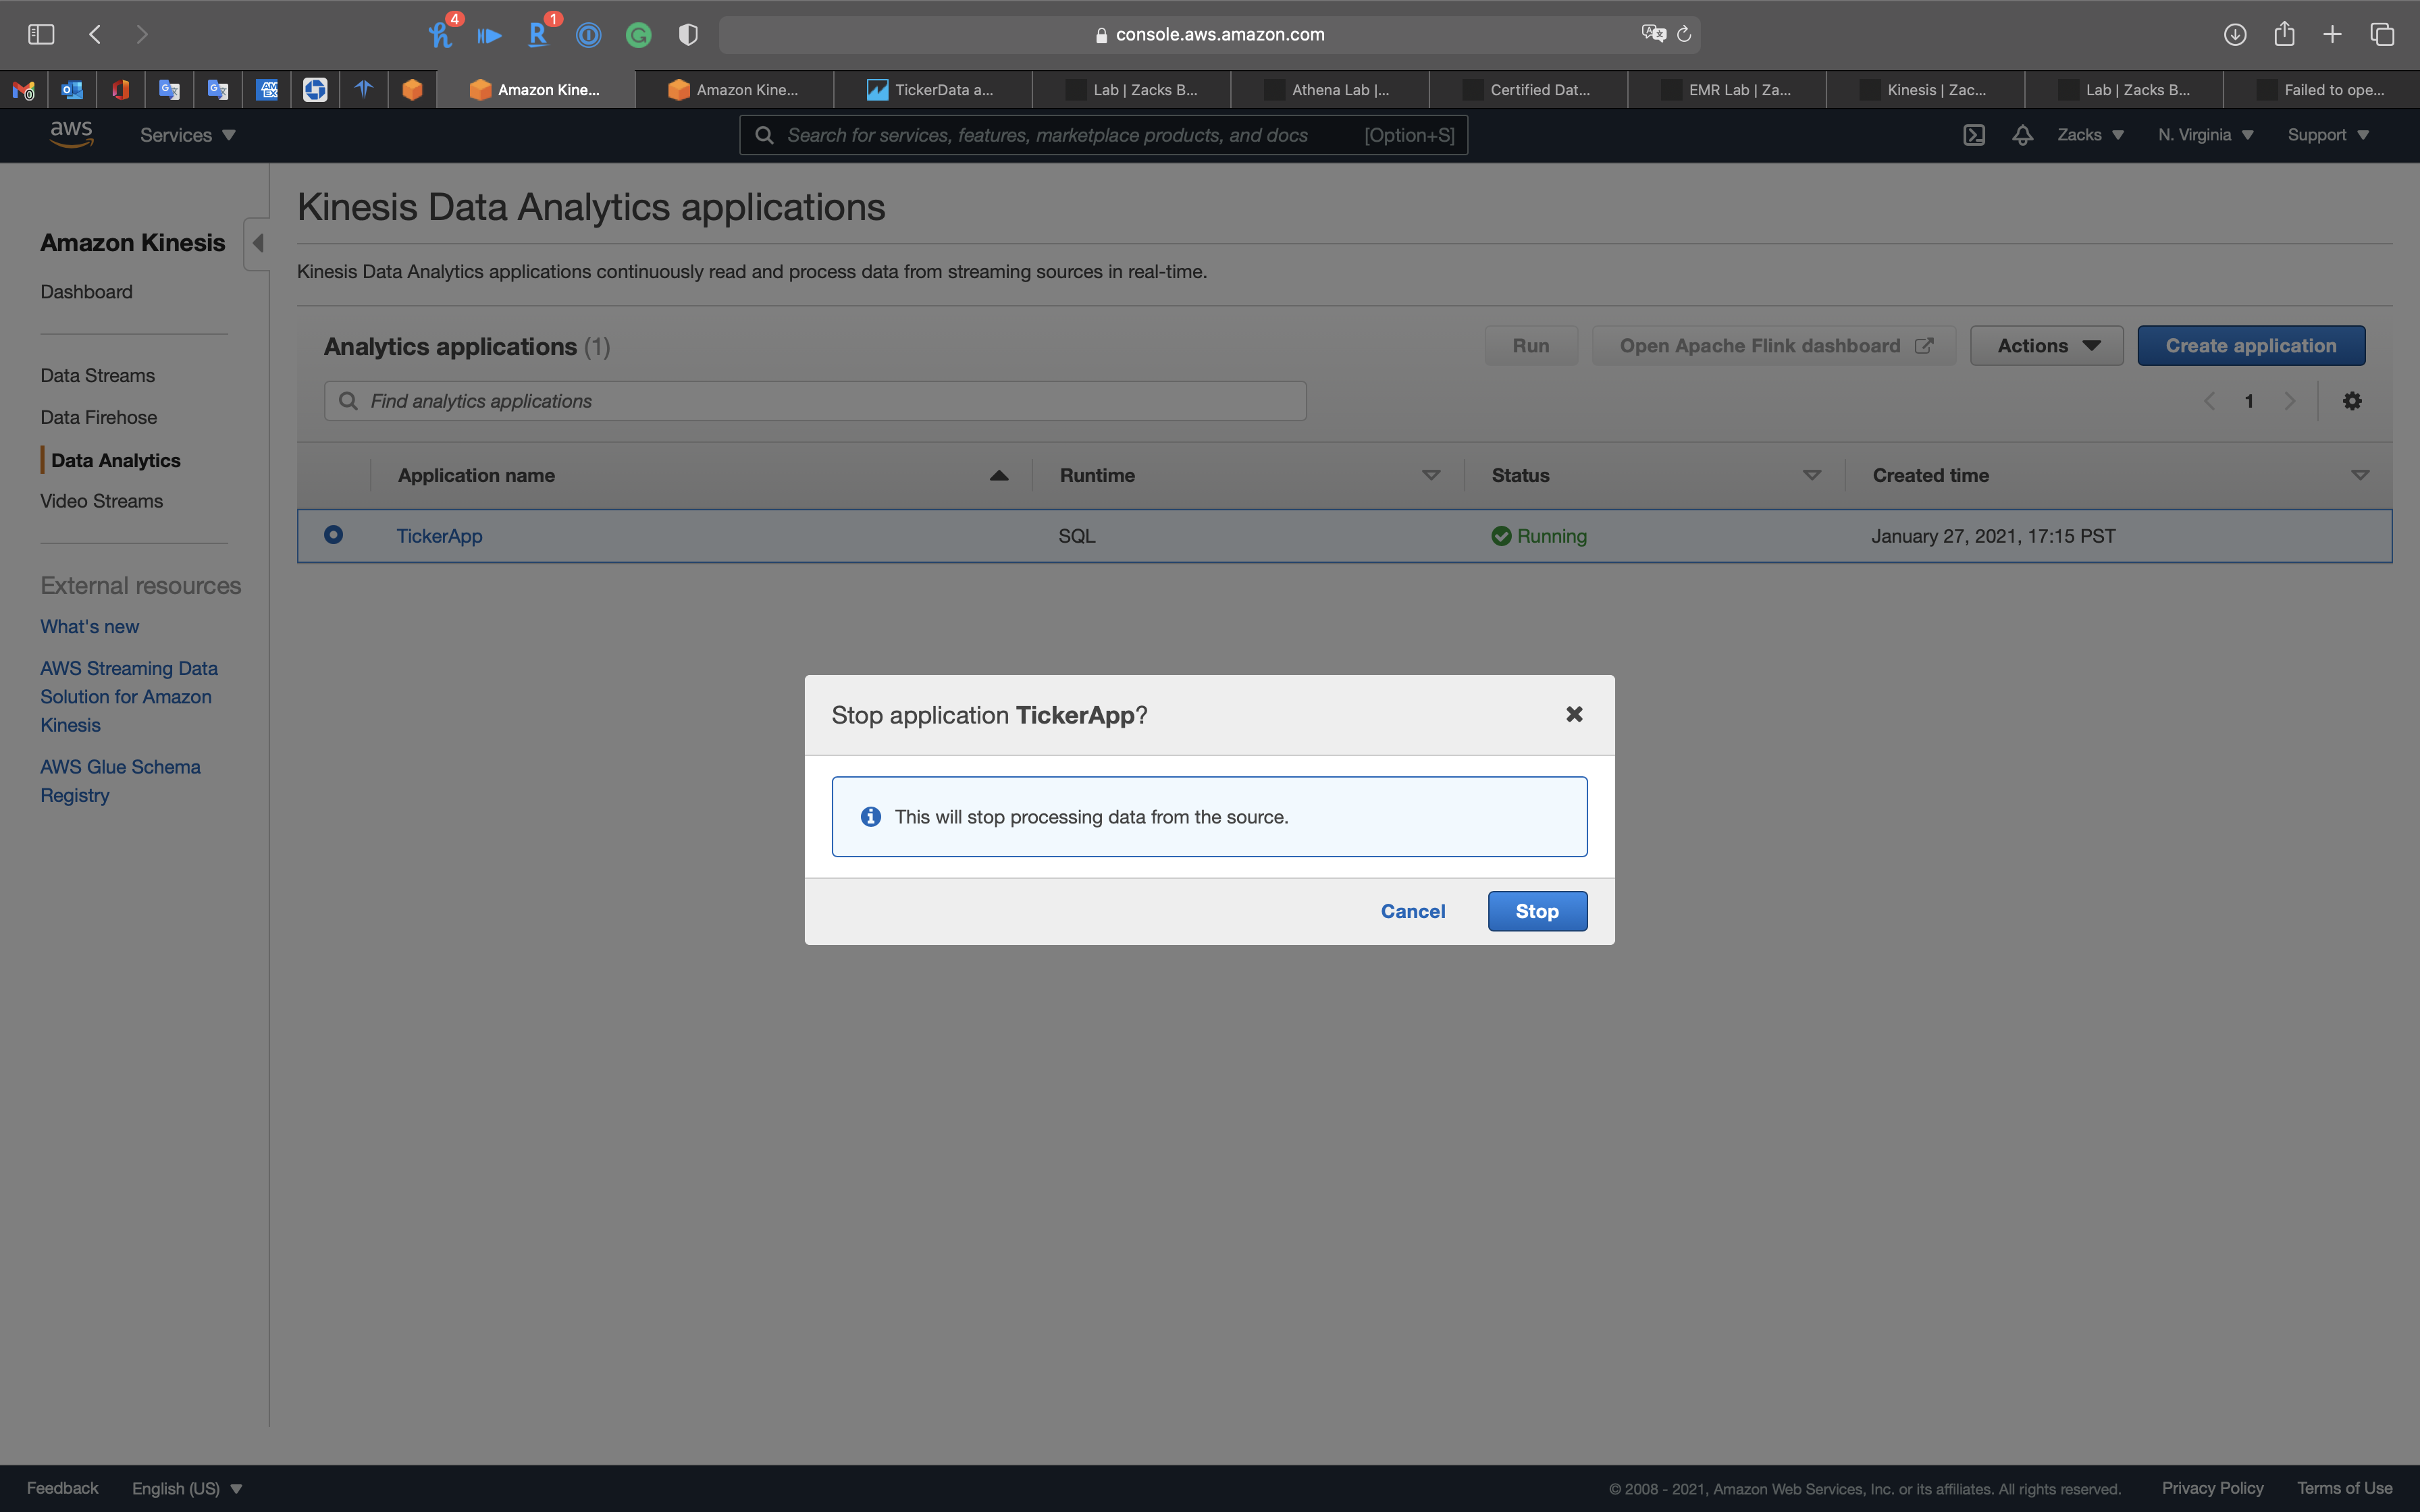 4
1
console.aws.amazon.com
Amazon Kine...
Amazon Kine...
TickerData a...
Lab | Zacks B...
Athena Lab |...
Certified Dat...
EMR Lab | Za...
Kinesis | Zac...
Lab | Zacks B...
Failed to ope...
aws
Services
Search for services, features, marketplace products, and docs
[Option+S]
Zacks
N. Virginia
Support
Amazon Kinesis
Dashboard
Data Streams
Data Firehose
Data Analytics
Video Streams
External resources
What's new
AWS Streaming Data
Solution for Amazon
Kinesis
AWS Glue Schema
Registry
Kinesis Data Analytics applications
Kinesis Data Analytics applications continuously read and process data from streaming sources in real-time.
Analytics applications (1)
Run
Open Apache Flink dashboard
Actions
Create application
Find analytics applications
1
Application name
Runtime
Status
Created time
TickerApp
SQL
Running
January 27, 2021, 17:15 PST
Stop application TickerApp?
This will stop processing data from the source.
Cancel
Stop
Feedback
English (US)
© 2008 - 2021, Amazon Web Services, Inc. or its affiliates. All rights reserved.
Privacy Policy
Terms of Use